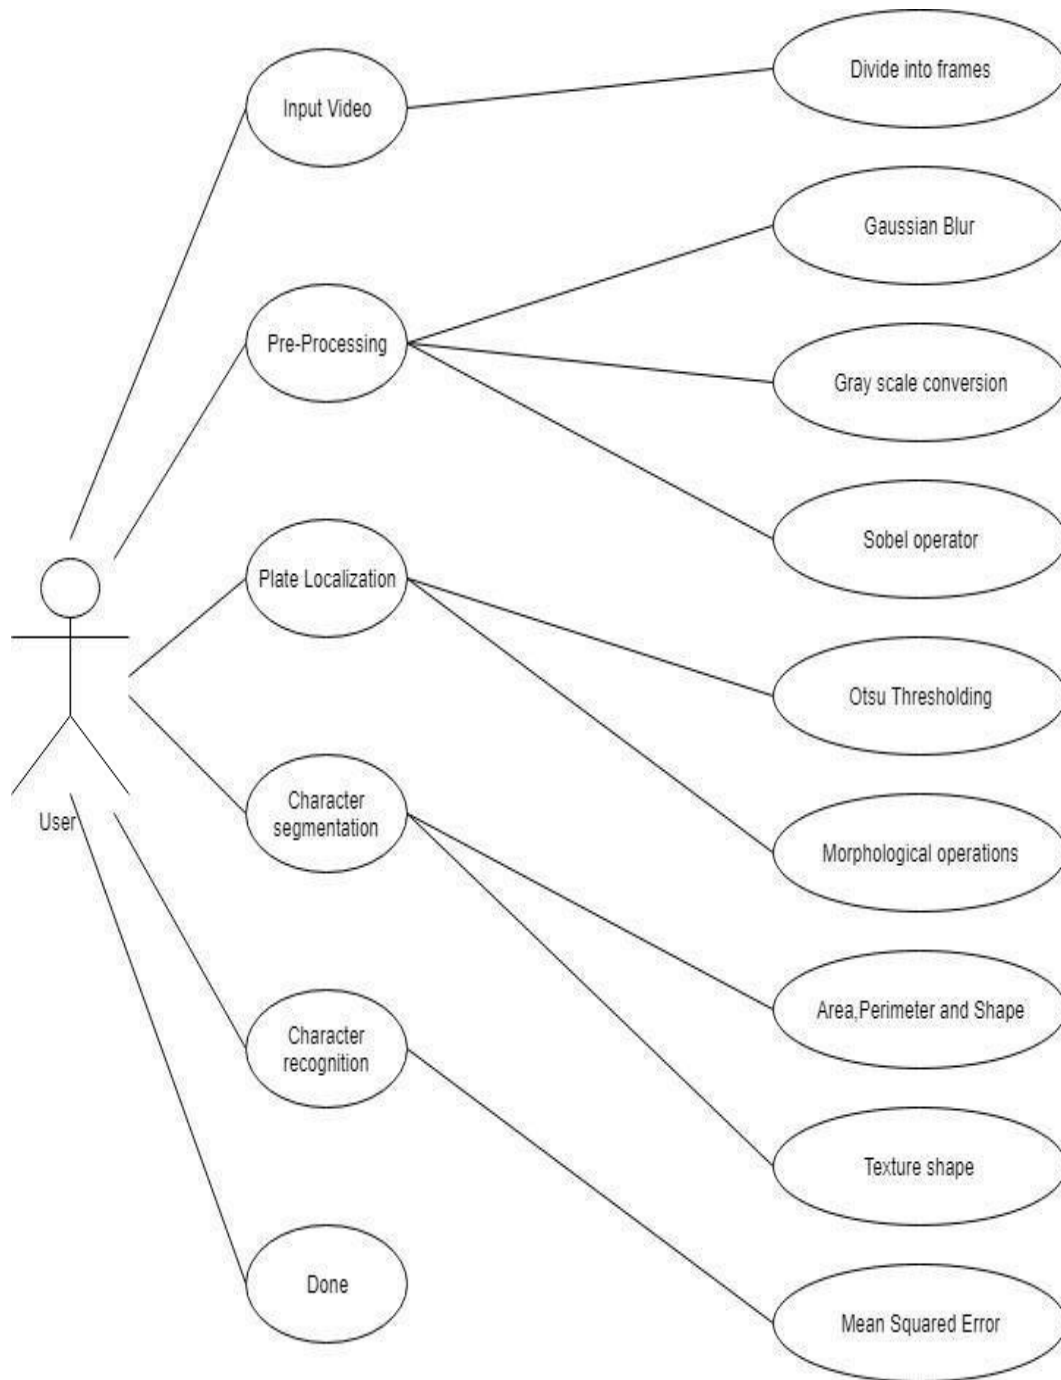 Input Video
Divide into frames
Gaussian Blur
Pre-Processing
Gray scale conversion
Sobel operator
Plate Localization
Otsu Thresholding
User
Character
segmentation
Morphological operations
Area,Perimeter and Shape
Character
recognition
Texture shape
Done
Mean Squared Error